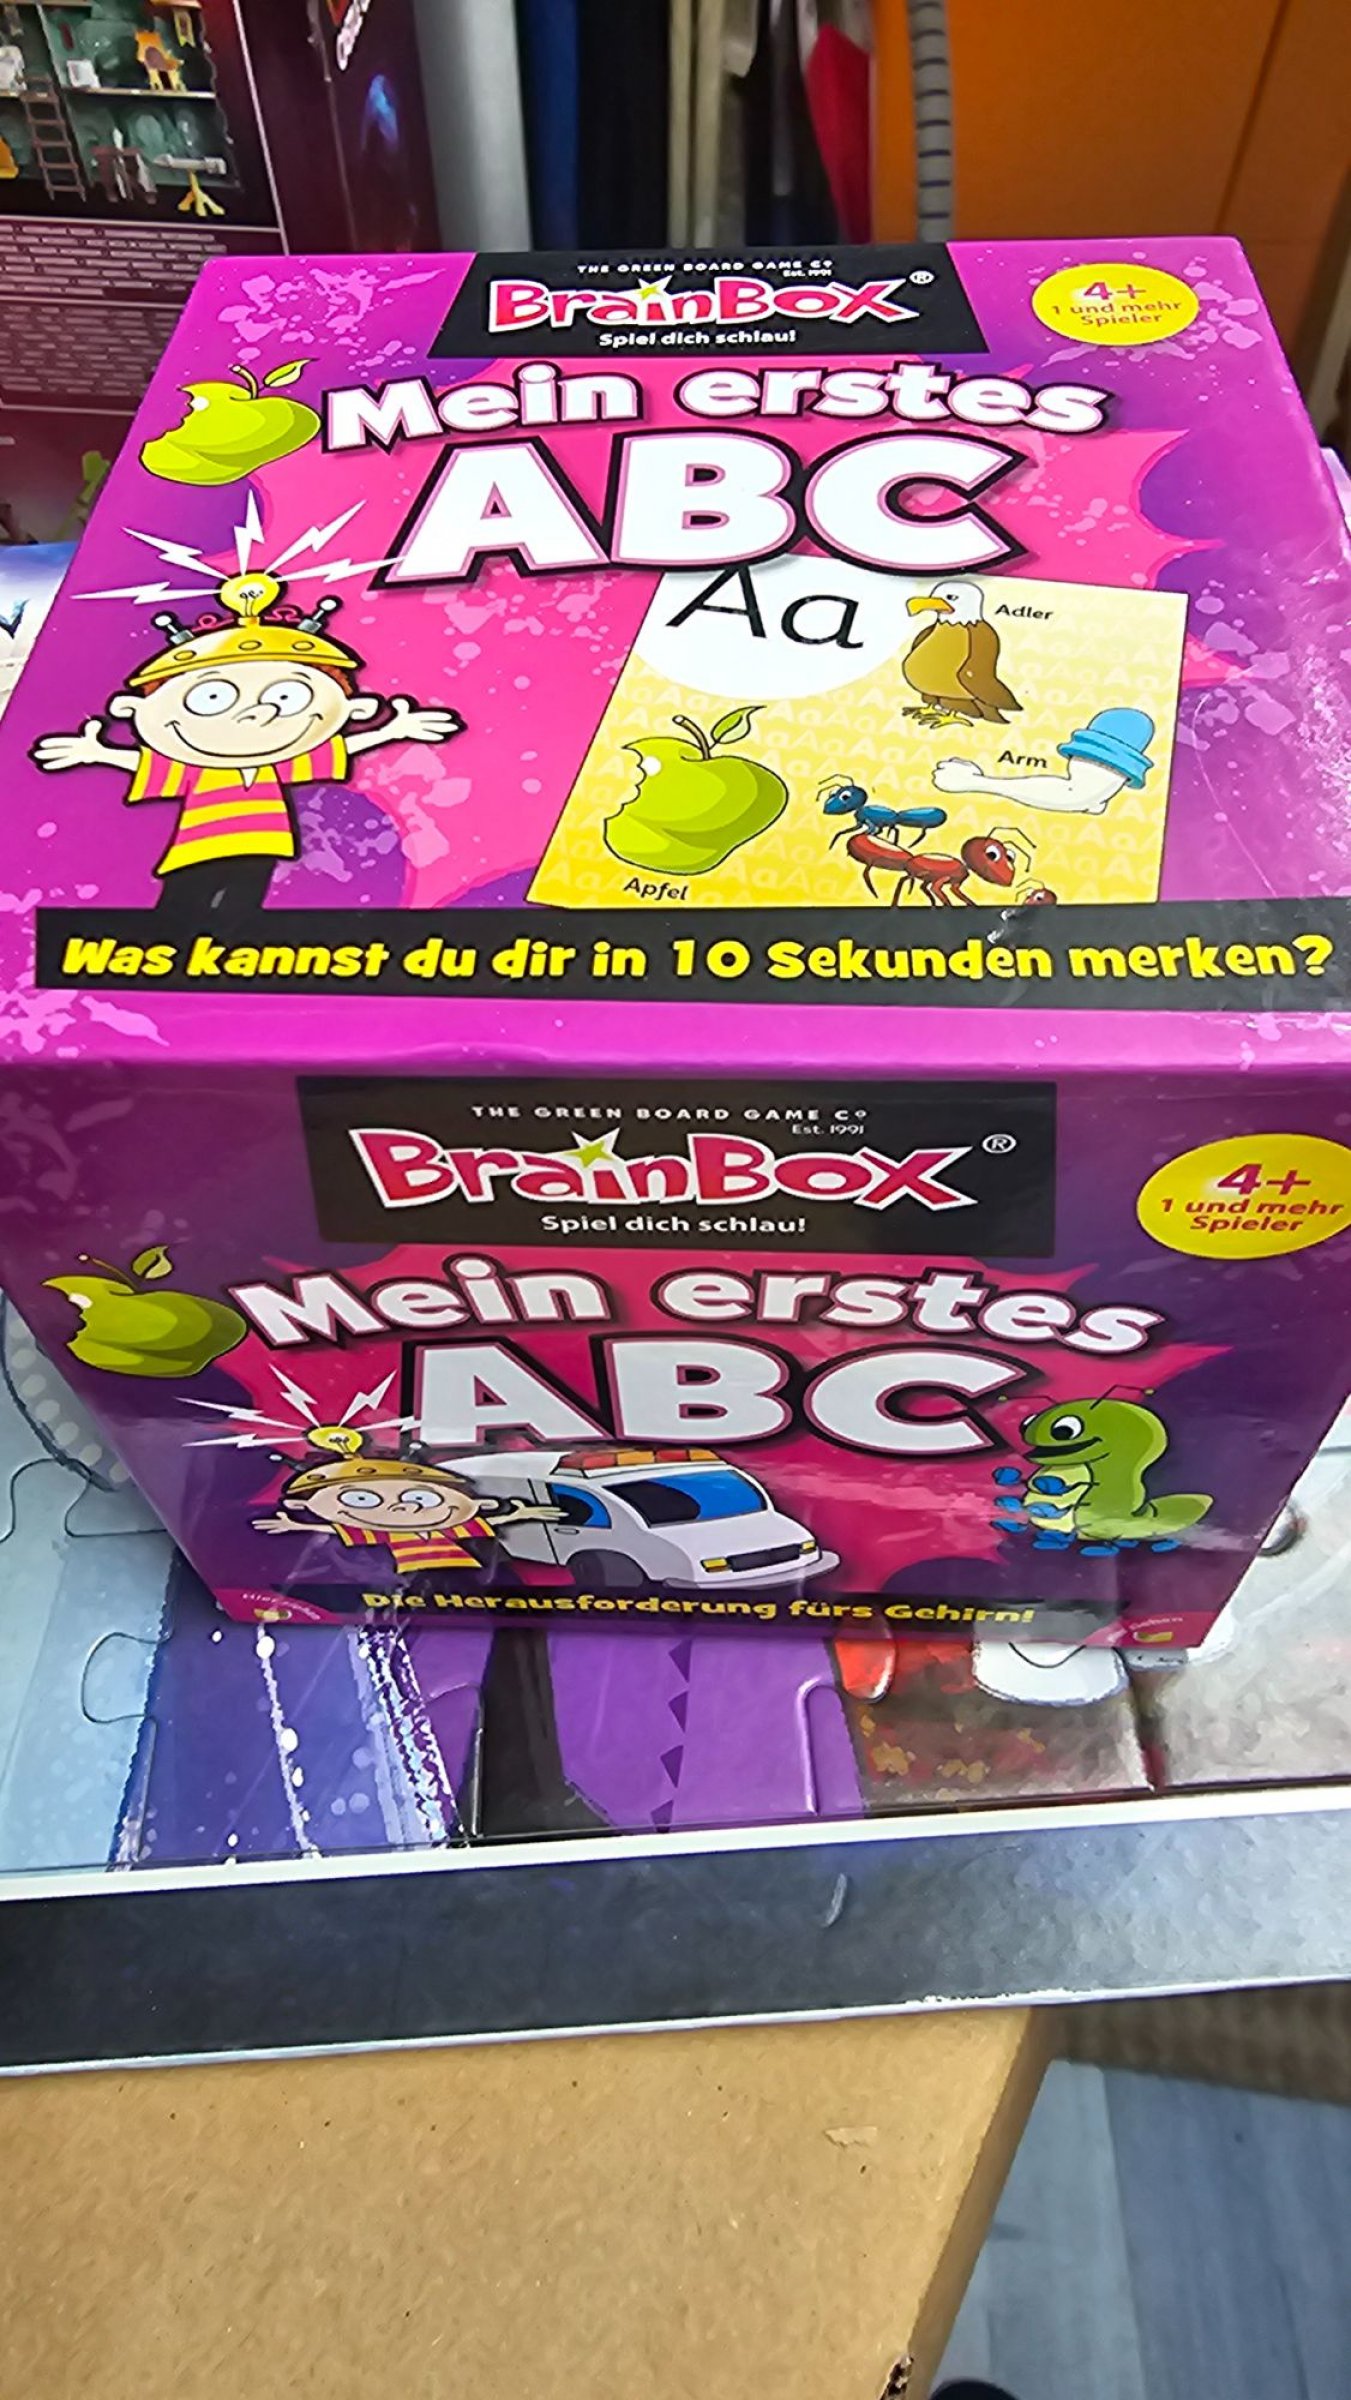 THE GREEN BOARD GAME Cº
Est. 1991
BrainBox®
Spiel dich schlau!
4+
1 und mehr
Spieler
Mein erstes
ABC
Aa
Adler
Arm
Apfel
Was kannst du dir in 10 Sekunden merken?
THE GREEN BOARD GAME Cº
Est. 1991
BrainBox®
Spiel dich schlau!
4+
1 und mehr
Spieler
Mein erstes
ABC
Die Herausforderung fürs Gehirn!